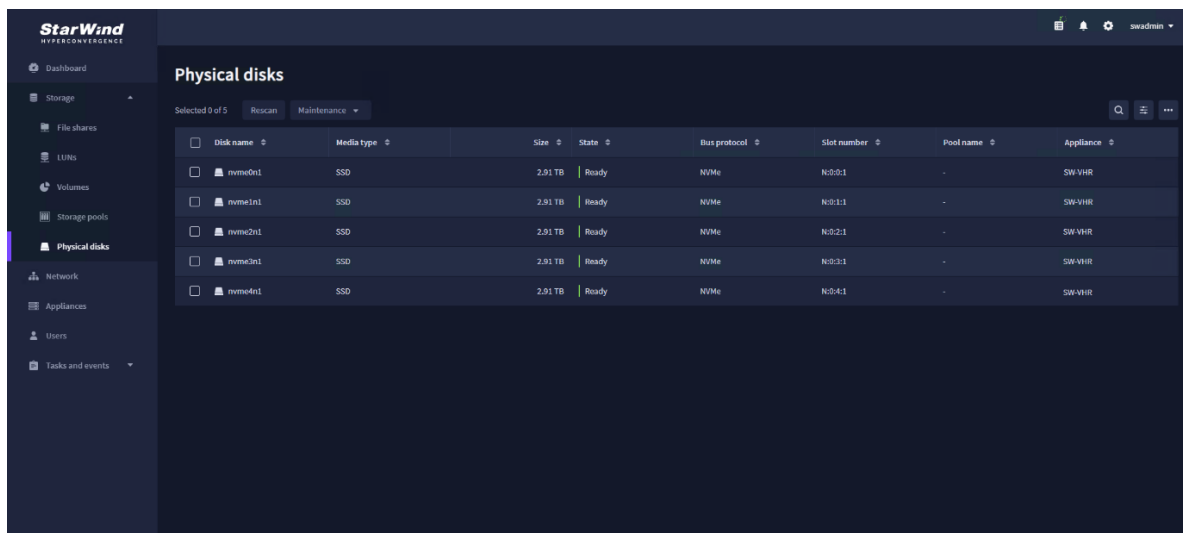 StarWind
HYPERCONVERGENCE
swadmin
Dashboard
Storage
File shares
LUNs
Volumes
Storage pools
Physical disks
Network
Appliances
Users
Tasks and events
Physical disks
Selected 0 of 5 Rescan Maintenance
Disk name Media type Size State Bus protocol Slot number Pool name Appliance
nvme0n1 SSD 2.91 TB Ready NVMe N:0:0:1 - SW-VHR
nvme1n1 SSD 2.91 TB Ready NVMe N:0:1:1 - SW-VHR
nvme2n1 SSD 2.91 TB Ready NVMe N:0:2:1 - SW-VHR
nvme3n1 SSD 2.91 TB Ready NVMe N:0:3:1 - SW-VHR
nvme4n1 SSD 2.91 TB Ready NVMe N:0:4:1 - SW-VHR